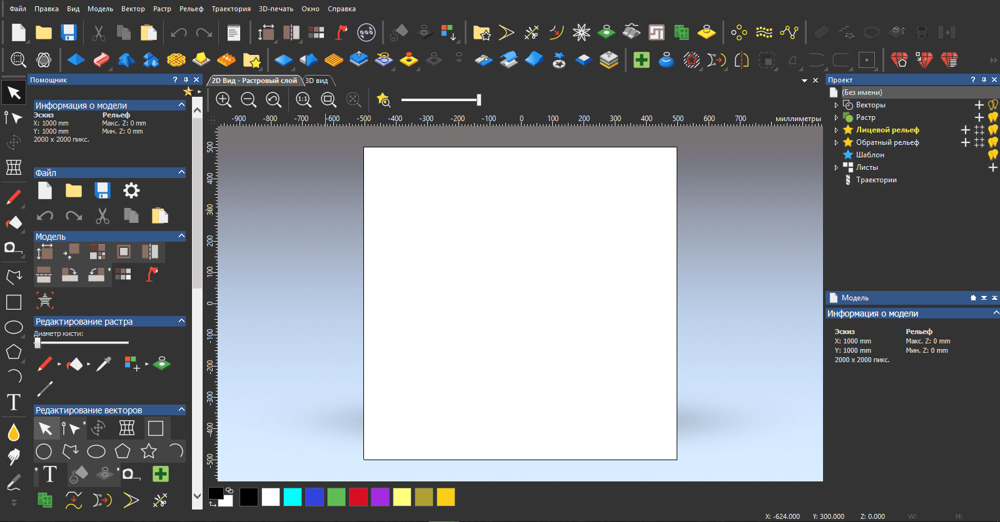 Файл Правка Вид Модель Вектор Растр Рельеф Траектория 3D-печать Окно Справка
Помощник
Информация о модели
Эскиз Рельеф
X: 1000 mm Макс. Z: 0 mm
Y: 1000 mm Мин. Z: 0 mm
2000 x 2000 пикс.
Файл
Модель
Редактирование растра
Диаметр кисти:
Редактирование векторов
T
T
2D Вид - Растровый слой 3D вид
1:1
-900 -800 -700 -600 -500 -400 -300 -200 -100 0 100 200 300 400 500 600 700 миллиметры
500
400
300
200
100
0
-100
-200
-300
-400
-500
Проект
(Без имени)
Векторы
Растр
Лицевой рельеф
Обратный рельеф
Шаблон
Листы
Траектории
Модель
Информация о модели
Эскиз Рельеф
X: 1000 mm Макс. Z: 0 mm
Y: 1000 mm Мин. Z: 0 mm
2000 x 2000 пикс.
X: -624.000 Y: 300.000 Z: 0.000 W: H: